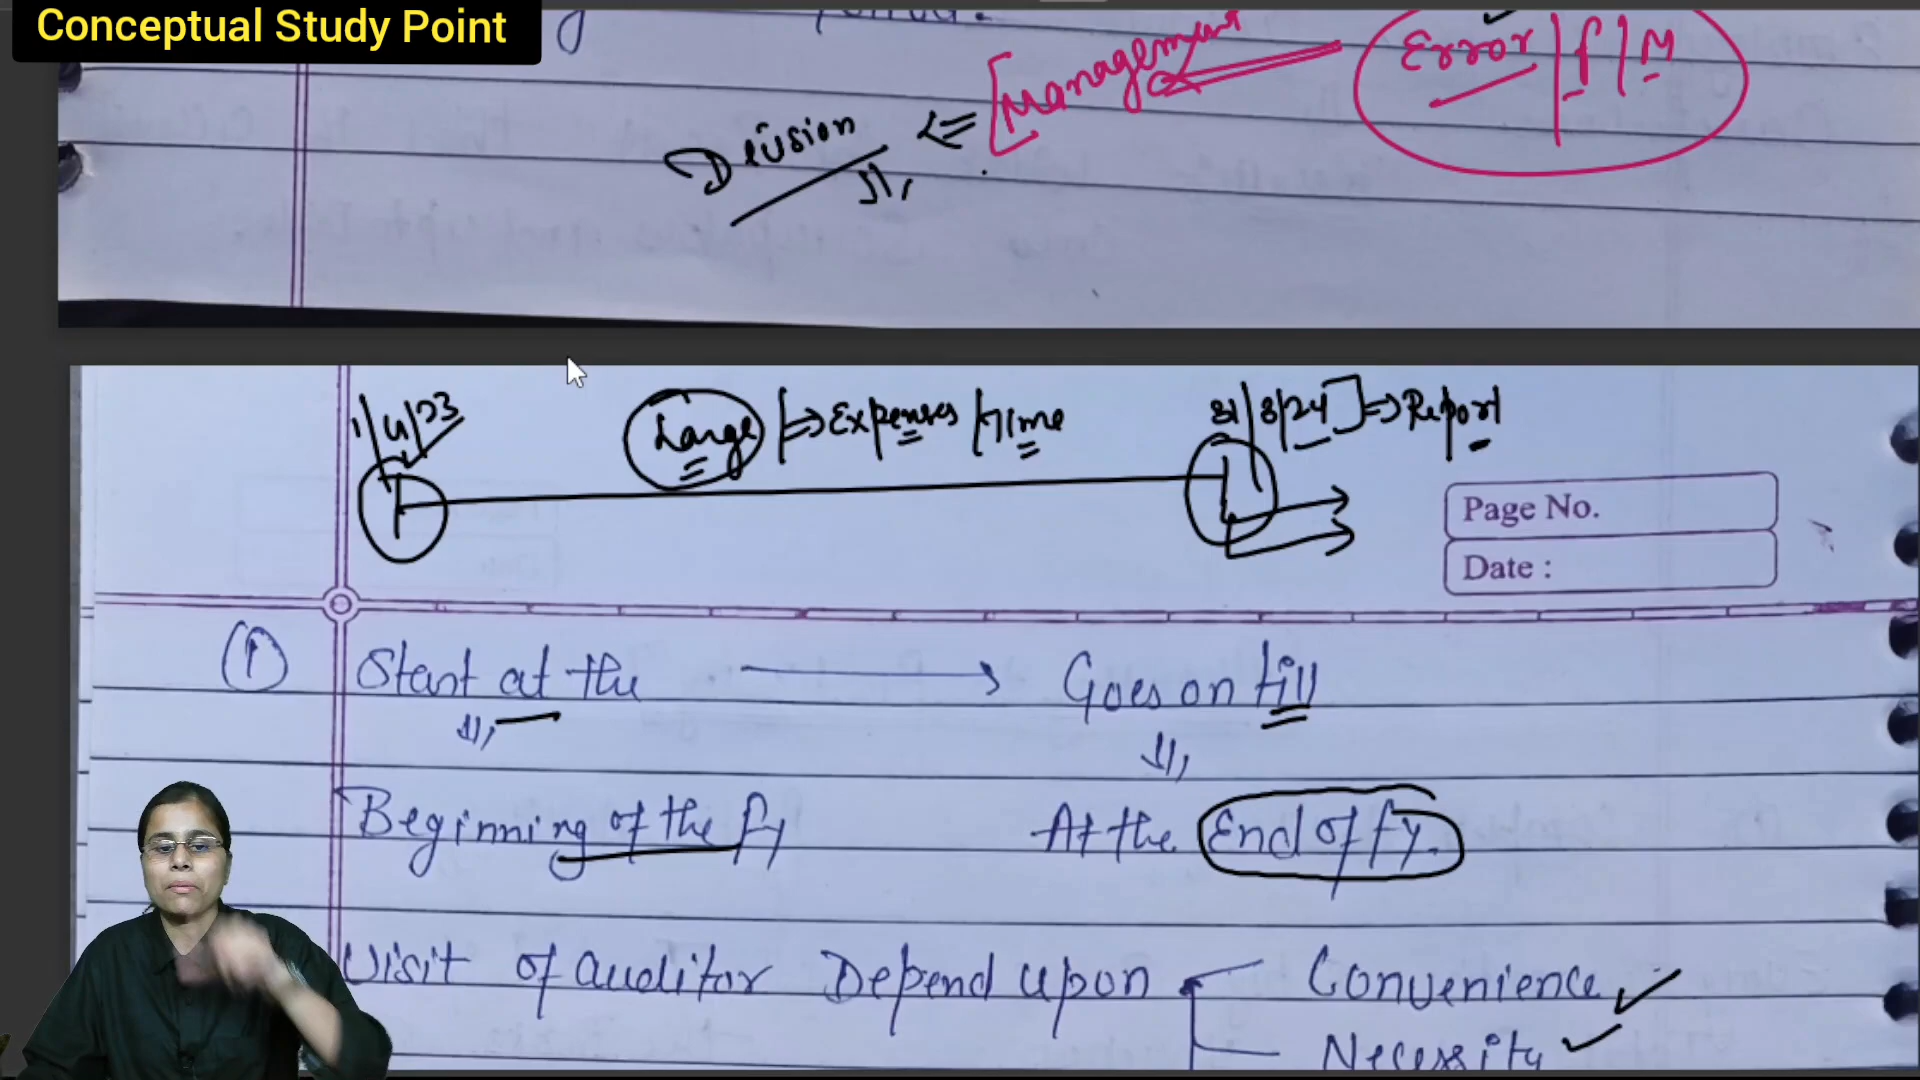 Conceptual Study Point
Error | f | M
[Management
Decision <=
1/4/23
Large => Expenses /Time
31/3/24] => Report
Page No.
Date :
① Start at the → Goes on till
Beginning of the fy At the End of fy.
Visit of auditor Depend upon Convenience
Necessity